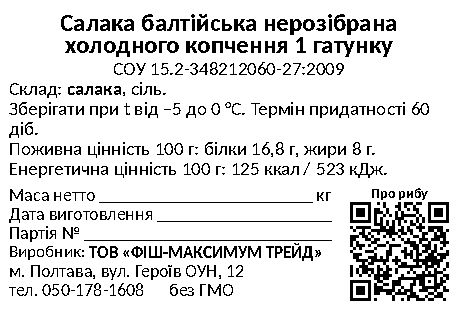 Салака балтійська нерозібрана
холодного копчення 1 гатунку
СОУ 15.2-348212060-27:2009
Склад: салака, сіль.
Зберігати при t від –5 до 0 °С. Термін придатності 60
діб.
Поживна цінність 100 г: білки 16,8 г, жири 8 г.
Енергетична цінність 100 г: 125 ккал / 523 кДж.
Маса нетто ________________________ кг
Дата виготовлення ___________________
Партія № ___________________________
Виробник: ТОВ «ФІШ-МАКСИМУМ ТРЕЙД»
м. Полтава, вул. Героїв ОУН, 12
тел. 050-178-1608 без ГМО
Про рибу